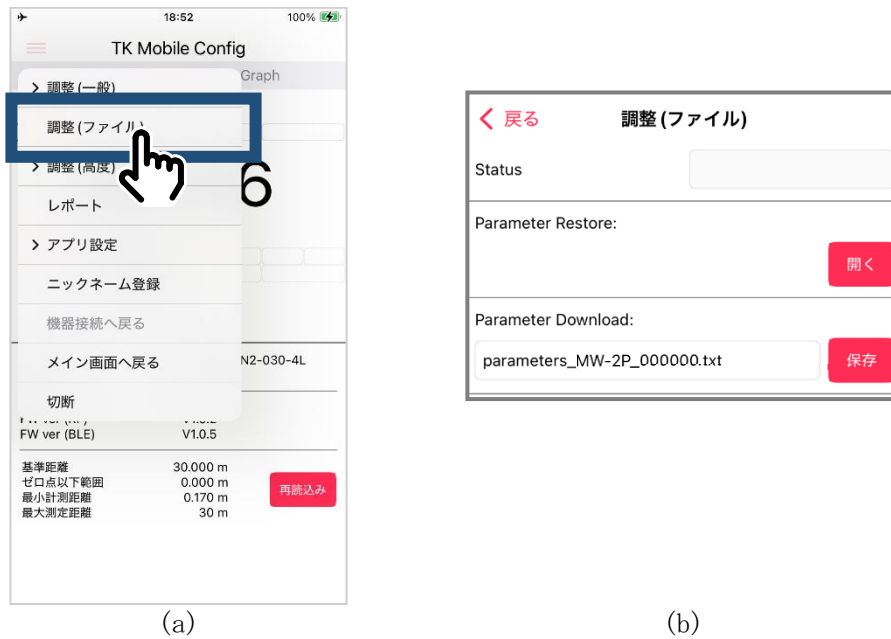 18:52
100%
TK Mobile Config
Graph
調整 (一般)
調整 (ファイル)
調整 (高度)
6
レポート
アプリ設定
ニックネーム登録
機器接続へ戻る
メイン画面へ戻る
N2-030-4L
切断
FW ver (BLE) V1.0.5
基準距離 30.000 m
ゼロ点以下範囲 0.000 m
最小計測距離 0.170 m
最大測定距離 30 m
再読込み
(a)
戻る
調整 (ファイル)
Status
Parameter Restore:
開く
Parameter Download:
parameters_MW-2P_000000.txt
保存
(b)